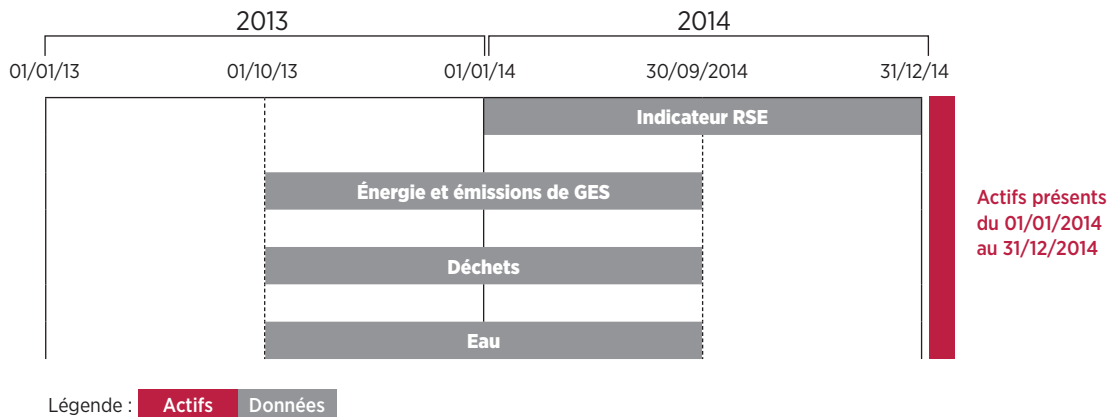 2013 2014
01/01/13 01/10/13 01/01/14 30/09/2014 31/12/14
Indicateur RSE
Énergie et émissions de GES
Déchets
Eau
Actifs présents
du 01/01/2014
au 31/12/2014
Légende : Actifs Données